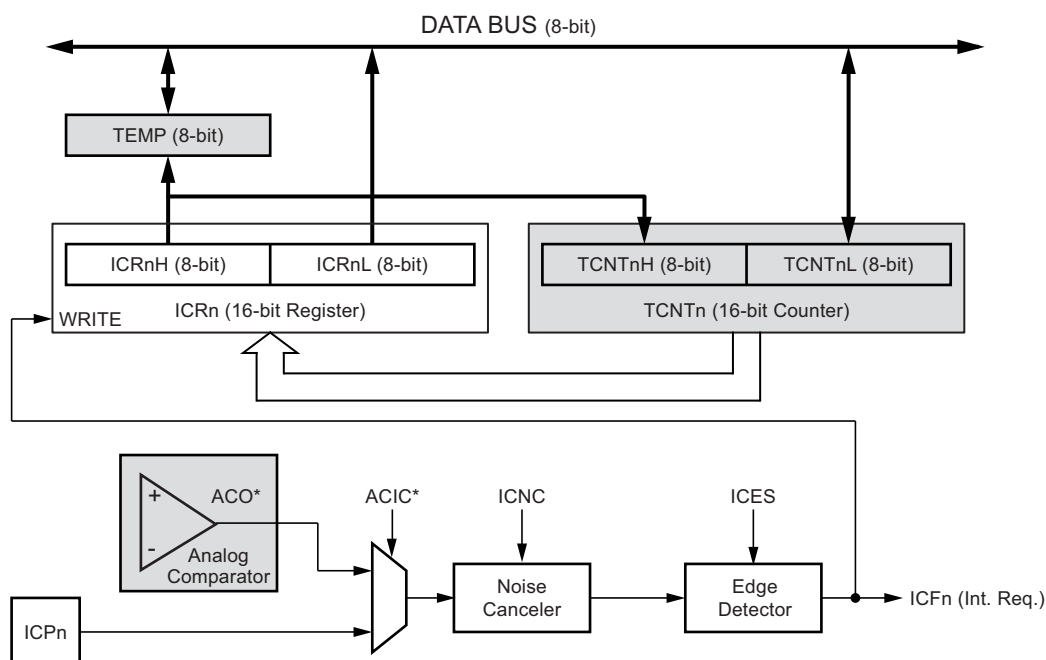 DATA BUS (8-bit)
TEMP (8-bit)
ICRnH (8-bit)
ICRnL (8-bit)
TCNTnH (8-bit)
TCNTnL (8-bit)
ICRn (16-bit Register)
TCNTn (16-bit Counter)
WRITE
+
-
ACO*
Analog
Comparator
ACIC*
ICNC
ICES
Noise
Canceler
Edge
Detector
ICFn (Int. Req.)
ICPn